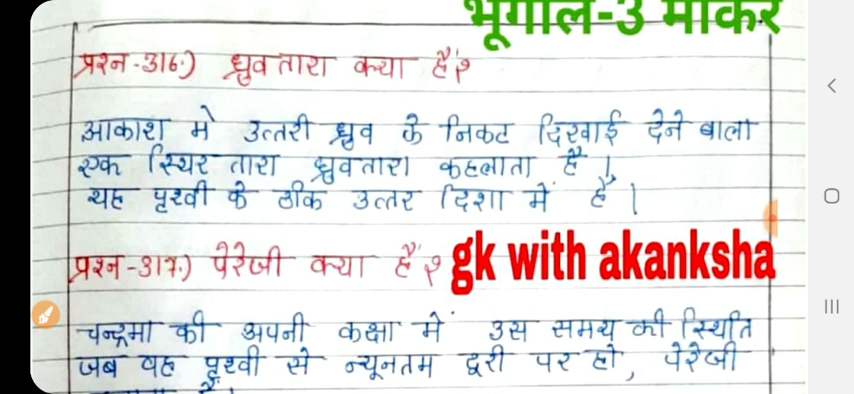 भूगोल-3 मार्कर
प्रश्न-316.) ध्रुवतारा क्या है?
आकाश मे उत्तरी ध्रुव के निकट दिखाई देने वाला
एक स्थिर तारा ध्रुवतारा कहलाता है।
यह पृथ्वी के ठीक उत्तर दिशा में है।
प्रश्न-317.) पेरेजी क्या है? gk with akanksha
चन्द्रमा की अपनी कक्षा में उस समय की स्थिति
जब वह पृथ्वी से न्यूनतम दूरी पर हो, पेरेजी